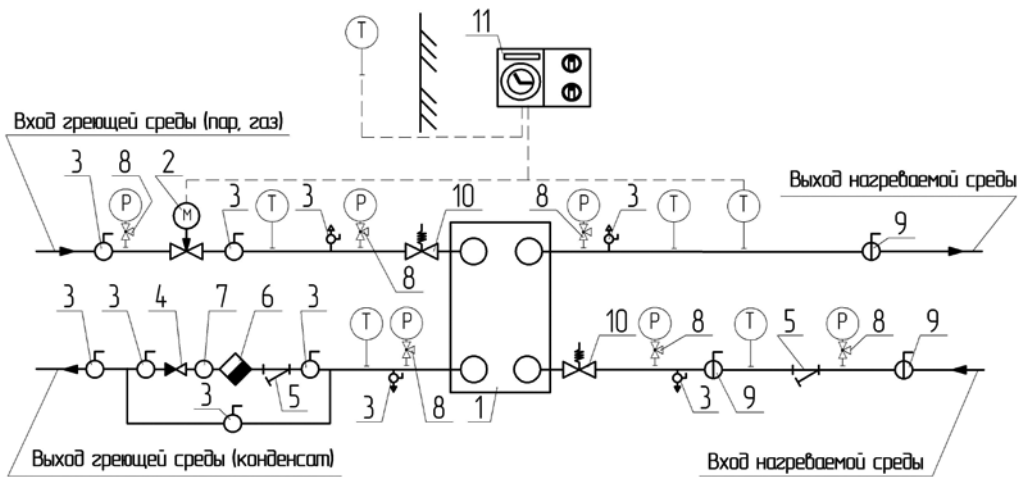 T
11
Вход греющей среды (пар, газ)
3 8 2 3 10 8 3 Выход нагреваемой среды
P M T P P T T 9
8
3 3 4 7 6 3 10 8 5 8 9
T P P T P
5 3 8 1 3 9
3
Выход греющей среды (конденсат)
Вход нагреваемой среды